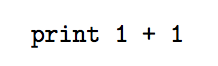 print 1 + 1